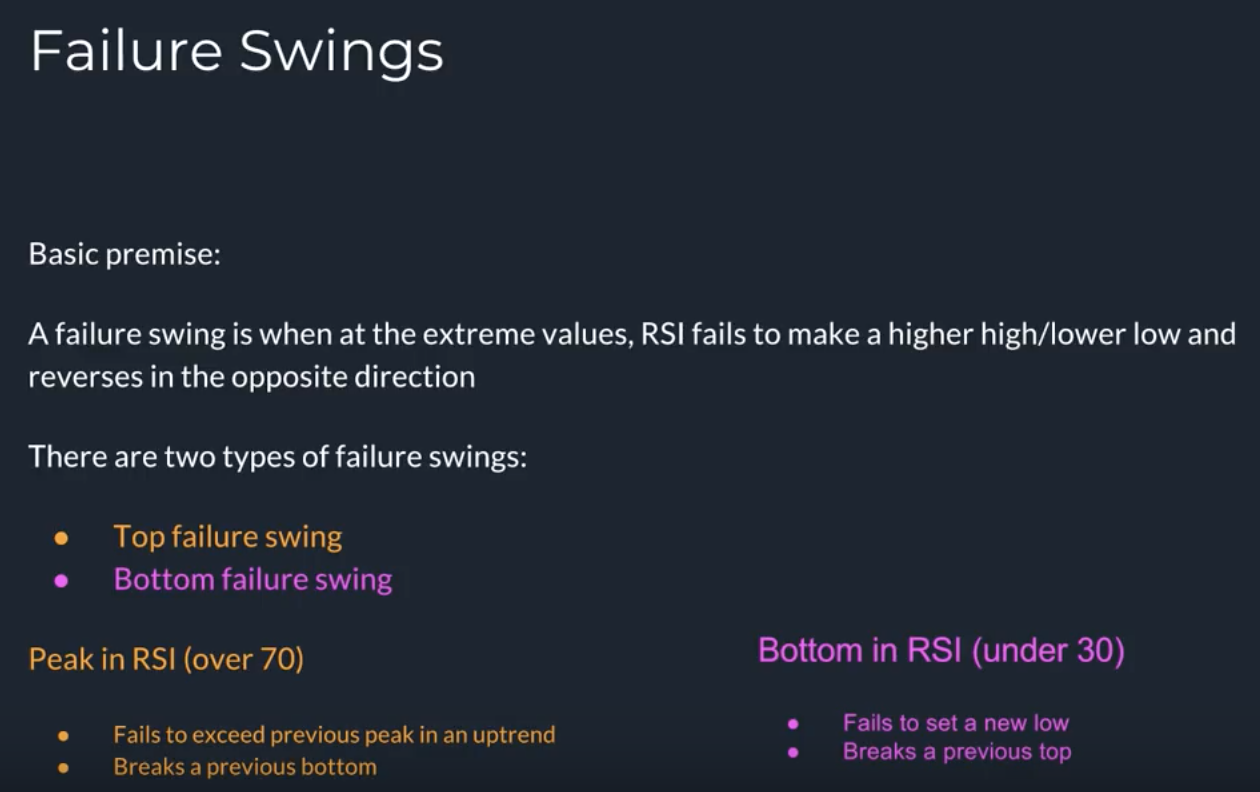 Failure Swings
Basic premise:
A failure swing is when at the extreme values, RSI fails to make a higher high/lower low and
reverses in the opposite direction
There are two types of failure swings:
● Top failure swing
● Bottom failure swing
Peak in RSI (over 70)
● Fails to exceed previous peak in an uptrend
● Breaks a previous bottom
Bottom in RSI (under 30)
● Fails to set a new low
● Breaks a previous top